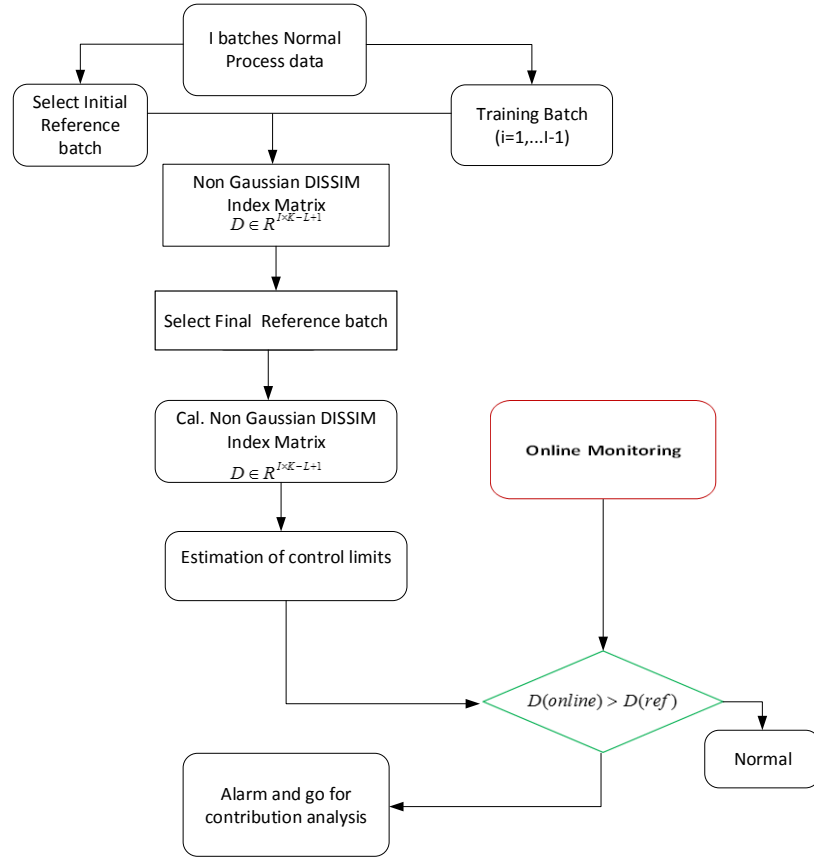 I batches Normal
Process data
Select Initial
Reference
batch
Training Batch
(i=1,...I-1)
Non Gaussian DISSIM
Index Matrix
D ∈ R^{I×K−L+1}
Select Final Reference batch
Cal. Non Gaussian DISSIM
Index Matrix
D ∈ R^{I×K−L+1}
Online Monitoring
Estimation of control limits
D(online) > D(ref)
Normal
Alarm and go for
contribution analysis